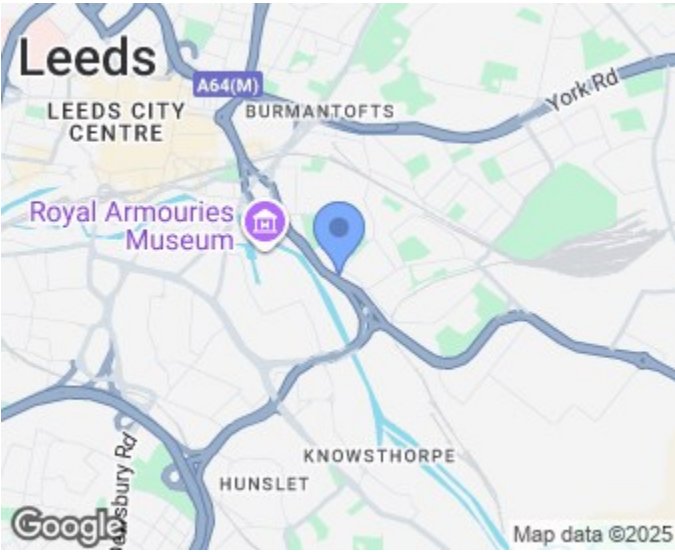 Leeds
A64(M)
York Rd
LEEDS CITY
CENTRE
BURMANTOFTS
Royal Armouries
Museum
KNOWSTHORPE
HUNSLET
Dewsbury Rd
Google
Map data ©2025